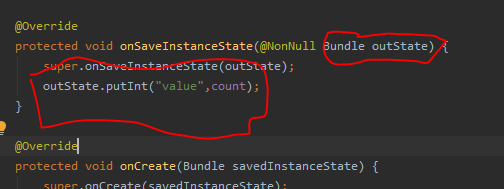 @Override
protected void onSaveInstanceState(@NonNull Bundle outState) {
super.onSaveInstanceState(outState);
outState.putInt("value",count);
}
@Override
protected void onCreate(Bundle savedInstanceState) {
super.onCreate(savedInstanceState);